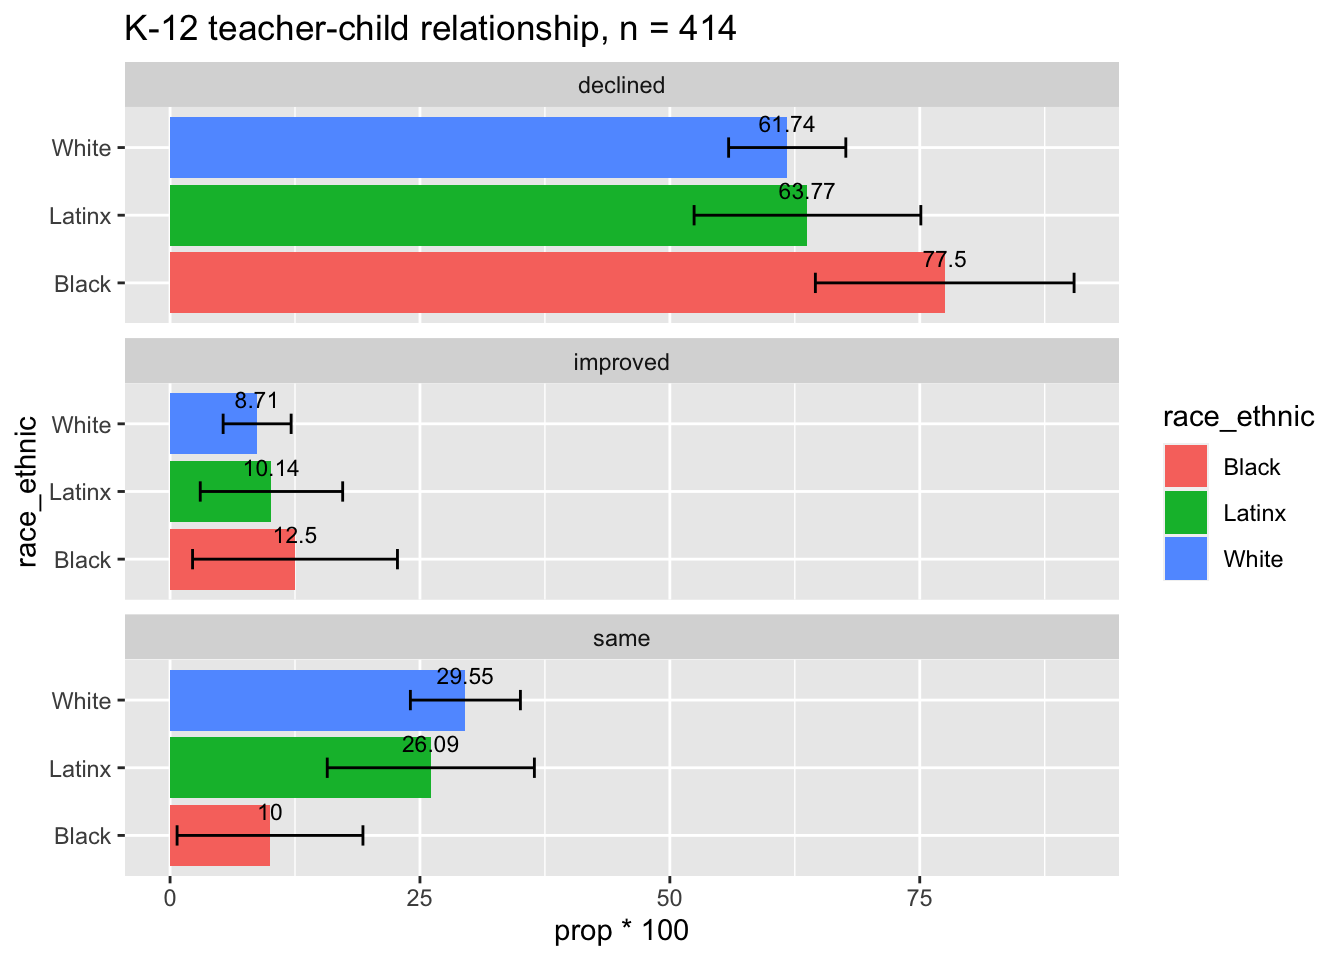 K-12 teacher-child relationship, n = 414
declined
White
61.74
Latinx
63.77
Black
77.5
improved
White
8.71
Latinx
10.14
Black
12.5
same
White
29.55
Latinx
26.09
Black
10
0 25 50 75
prop * 100
race_ethnic
race_ethnic
Black
Latinx
White